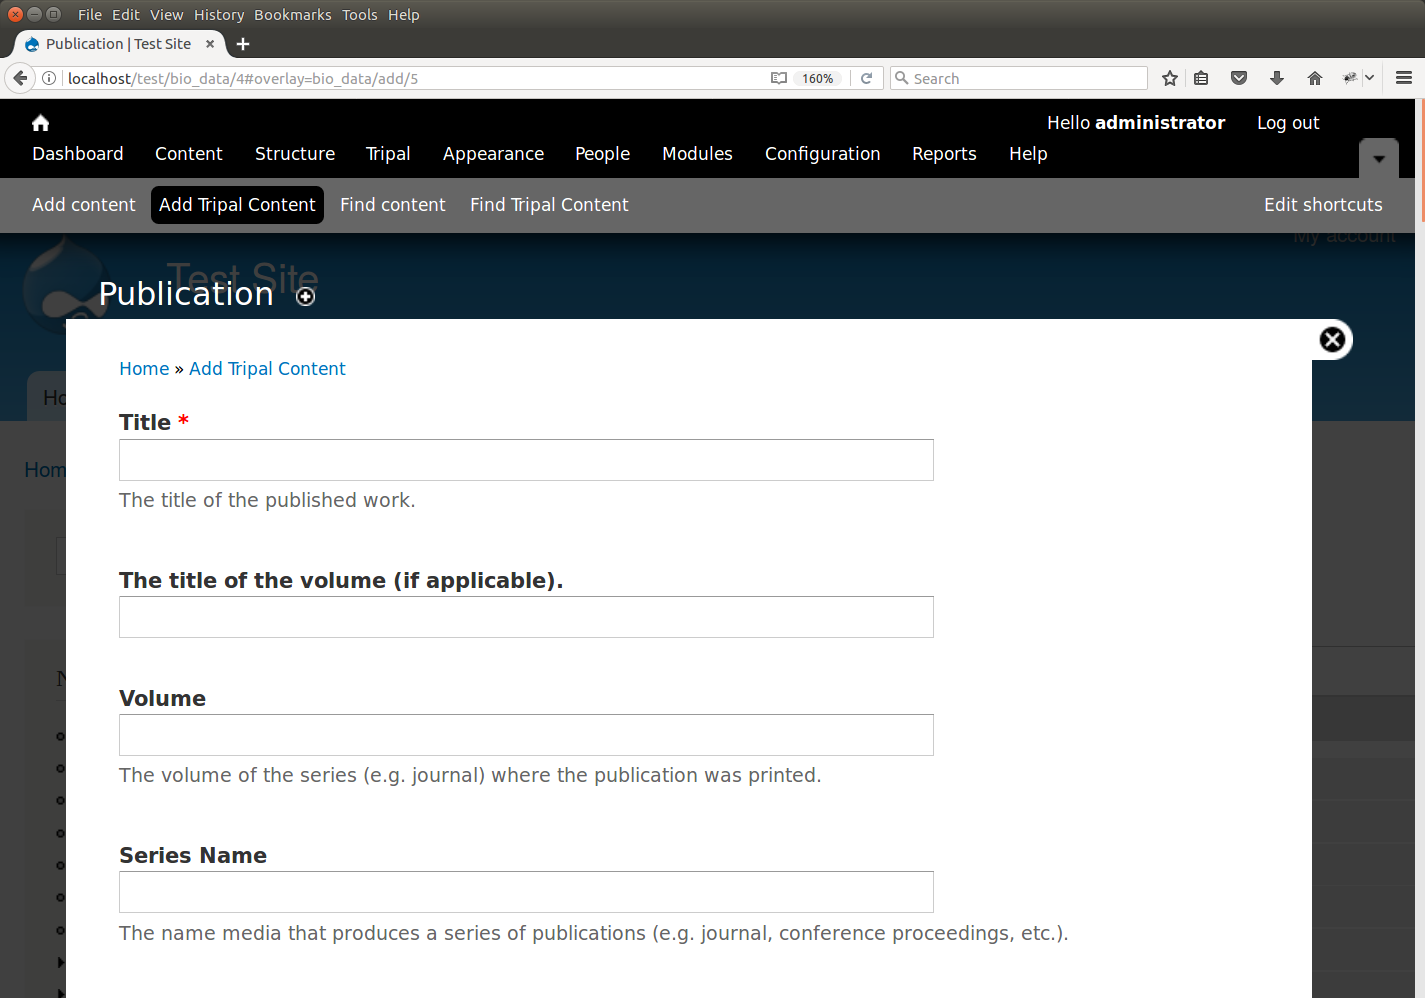 File Edit View History Bookmarks Tools Help
Publication | Test Site
localhost/test/bio_data/4#overlay=bio_data/add/5 160% Search
Hello administrator Log out
Dashboard Content Structure Tripal Appearance People Modules Configuration Reports Help
Add content Add Tripal Content Find content Find Tripal Content Edit shortcuts
My account
Test Site
Publication
Home » Add Tripal Content
Title *
The title of the published work.
The title of the volume (if applicable).
Volume
The volume of the series (e.g. journal) where the publication was printed.
Series Name
The name media that produces a series of publications (e.g. journal, conference proceedings, etc.).